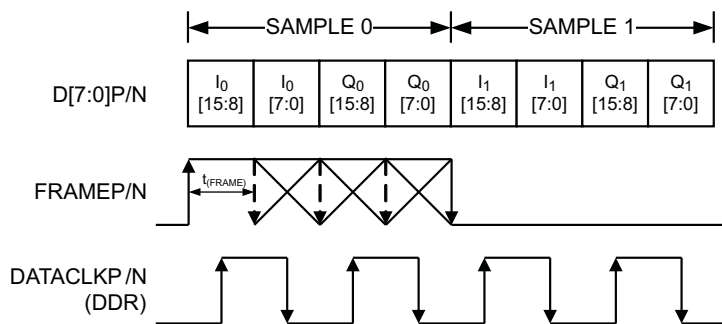 SAMPLE 0 SAMPLE 1
D[7:0]P/N
I0 I0 Q0 Q0 I1 I1 Q1 Q1
[15:8] [7:0] [15:8] [7:0] [15:8] [7:0] [15:8] [7:0]
FRAMEP/N
t(FRAME)
DATACLKP/N
(DDR)